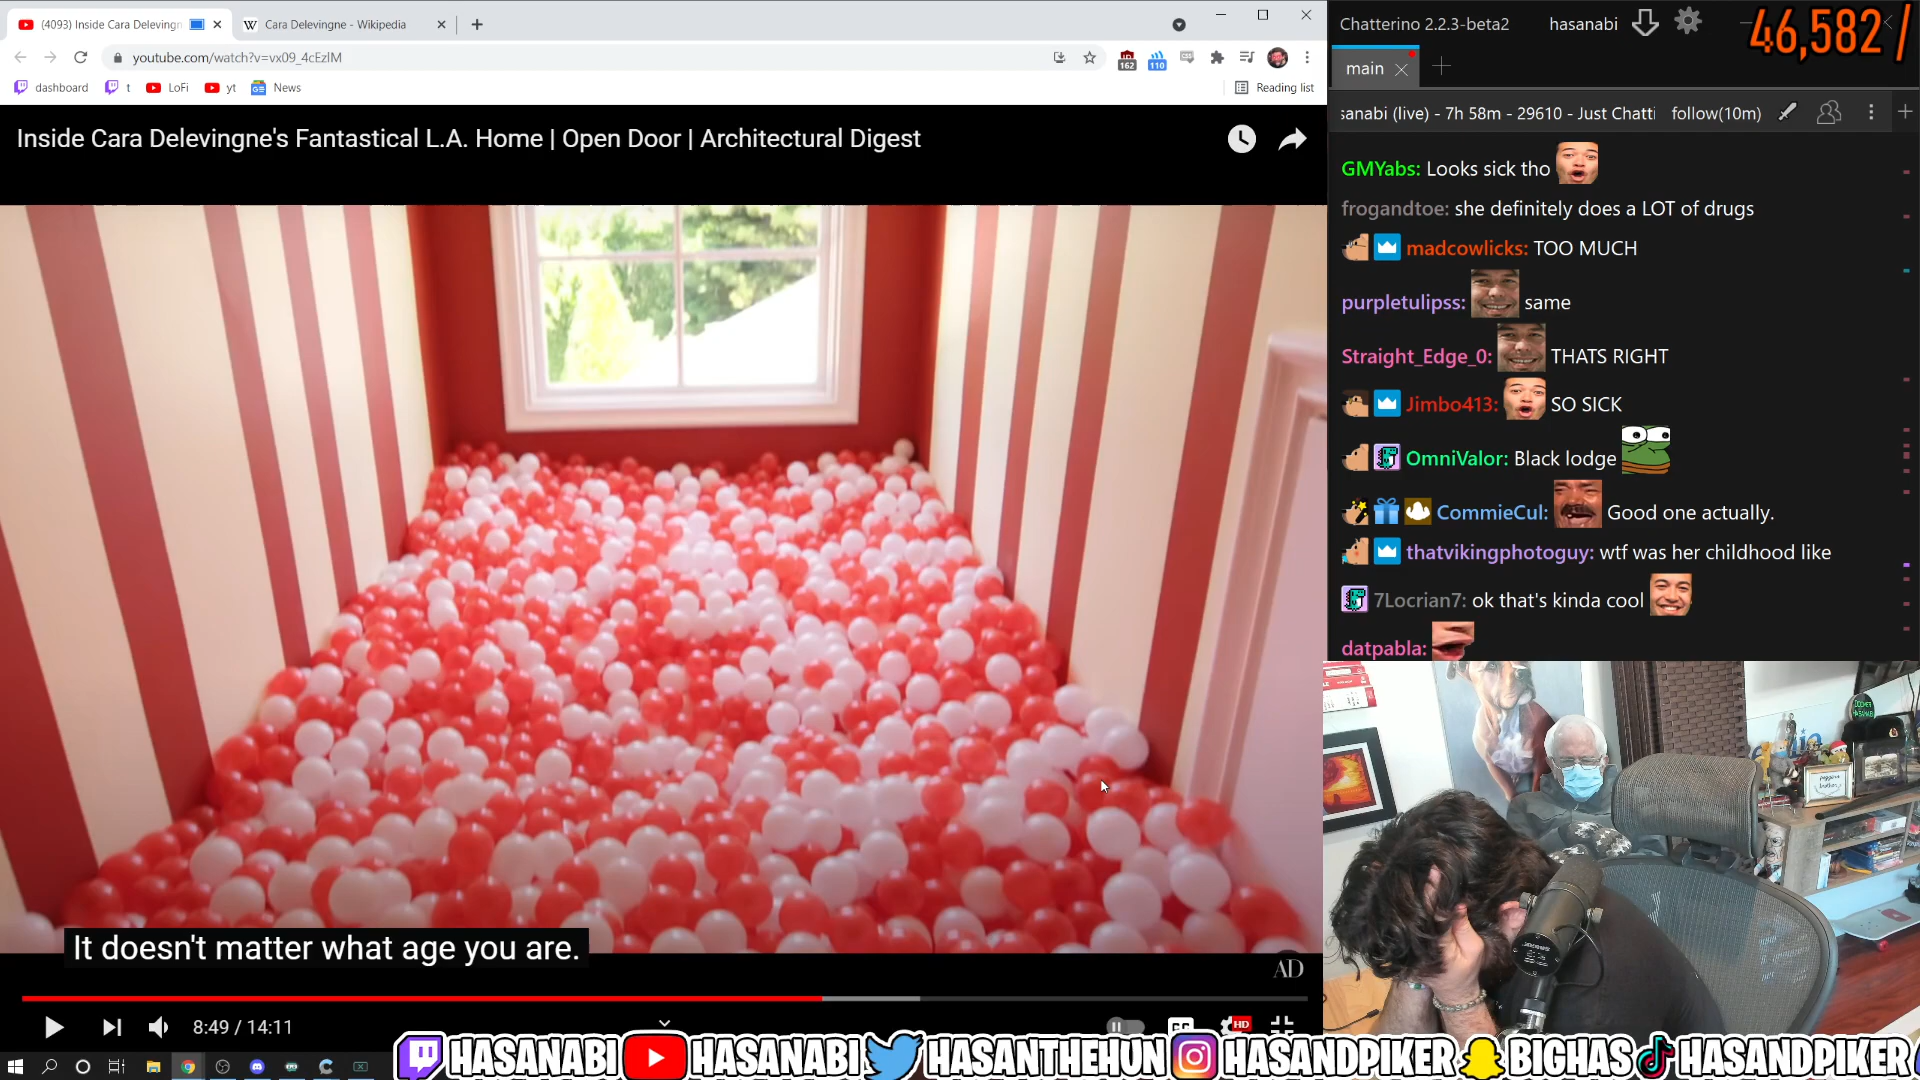 (4093) Inside Cara Delevingn
Cara Delevingne - Wikipedia
youtube.com/watch?v=vx09_4cEzlM
162
110
dashboard
t
LoFi
yt
News
Reading list
Inside Cara Delevingne's Fantastical L.A. Home | Open Door | Architectural Digest
It doesn't matter what age you are.
AD
8:49 / 14:11
HD
Chatterino 2.2.3-beta2
hasanabi
46,582 /
main
sanabi (live) - 7h 58m - 29610 - Just Chatti
follow(10m)
GMYabs: Looks sick tho
frogandtoe: she definitely does a LOT of drugs
madcowlicks: TOO MUCH
purpletulipss: same
Straight_Edge_0: THATS RIGHT
Jimbo413: SO SICK
OmniValor: Black lodge
CommieCul: Good one actually.
thatvikingphotoguy: wtf was her childhood like
7Locrian7: ok that's kinda cool
datpabla:
HASANABI
HASANABI
HASANTHEHUN
HASANDPIKER
BIGHAS
HASANDPIKER